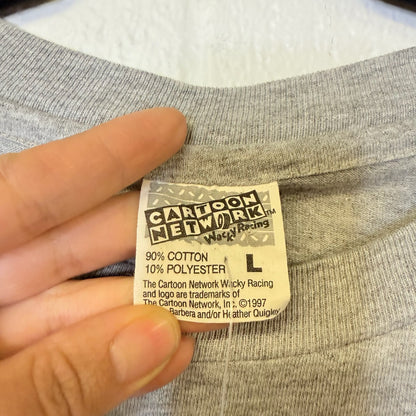 CARTOON
NETWORK™
Wacky Racing
90% COTTON
10% POLYESTER L
The Cartoon Network Wacky Racing
and logo are trademarks of
The Cartoon Network, Inc. ©1997
Barbera and/or Heather Quigley